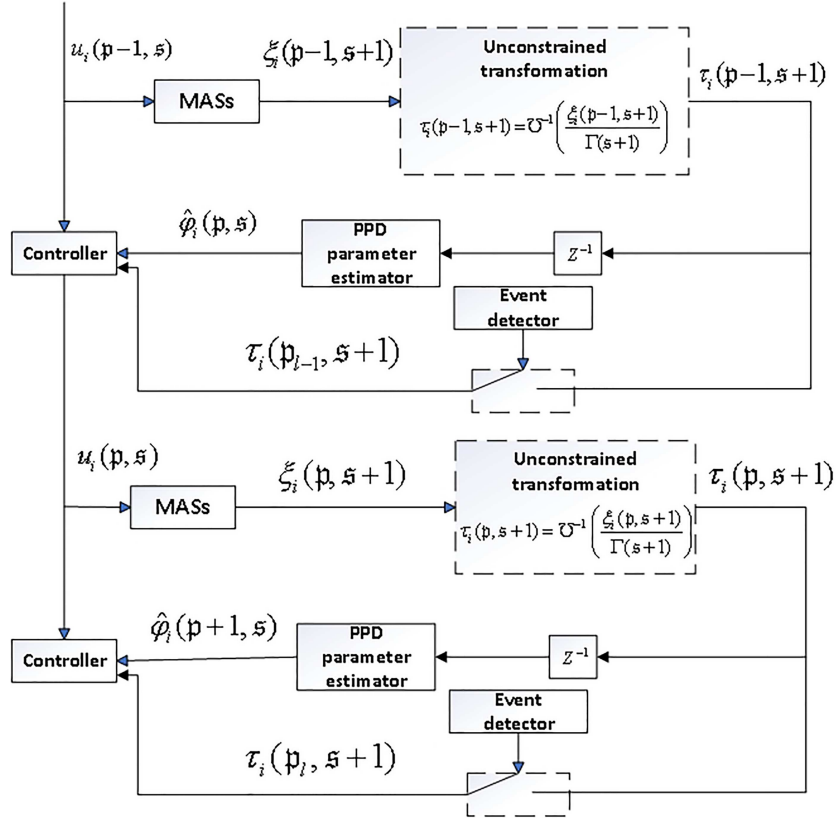 u_i(𝔭−1, 𝔰)
ξ_i(𝔭−1, 𝔰+1)
Unconstrained
transformation
τ_i(𝔭−1, 𝔰+1)
MASs
τ_i(𝔭−1, 𝔰+1) = ℧⁻¹(ξ_i(𝔭−1, 𝔰+1) / Γ(𝔰+1))
φ̂_i(𝔭, 𝔰)
PPD
parameter
estimator
Z⁻¹
Controller
Event
detector
τ_i(𝔭_{l−1}, 𝔰+1)
u_i(𝔭, 𝔰)
ξ_i(𝔭, 𝔰+1)
Unconstrained
transformation
τ_i(𝔭, 𝔰+1)
MASs
τ_i(𝔭, 𝔰+1) = ℧⁻¹(ξ_i(𝔭, 𝔰+1) / Γ(𝔰+1))
φ̂_i(𝔭+1, 𝔰)
PPD
parameter
estimator
Z⁻¹
Controller
Event
detector
τ_i(𝔭_l, 𝔰+1)